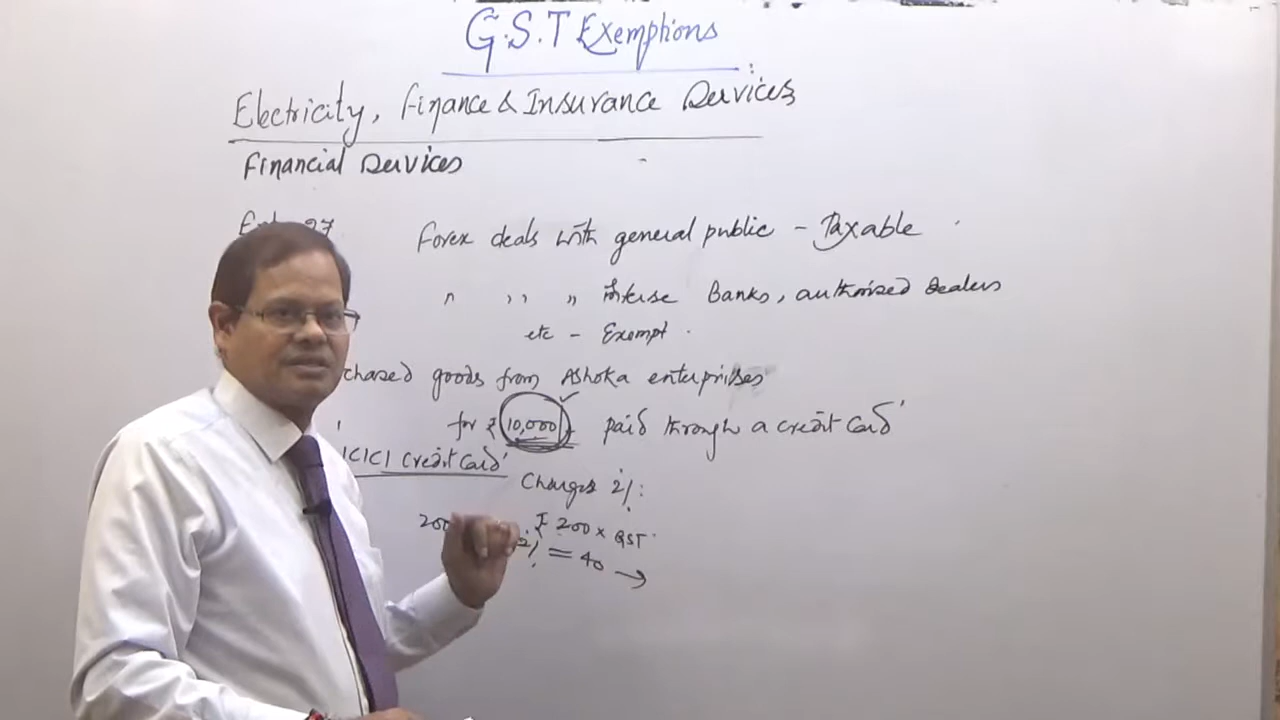 G.S.T Exemptions
Electricity, Finance & Insurance Services
Financial Services
Forex deals with general public - Taxable
" " " Banks, authorised Dealers
etc - Exempt.
chased goods from Ashoka enterprises
for ₹ 10,000 paid through a credit card'
ICICI Credit Card'
Charges 2%:
200 ₹ 200 x GST
2% = 40 →